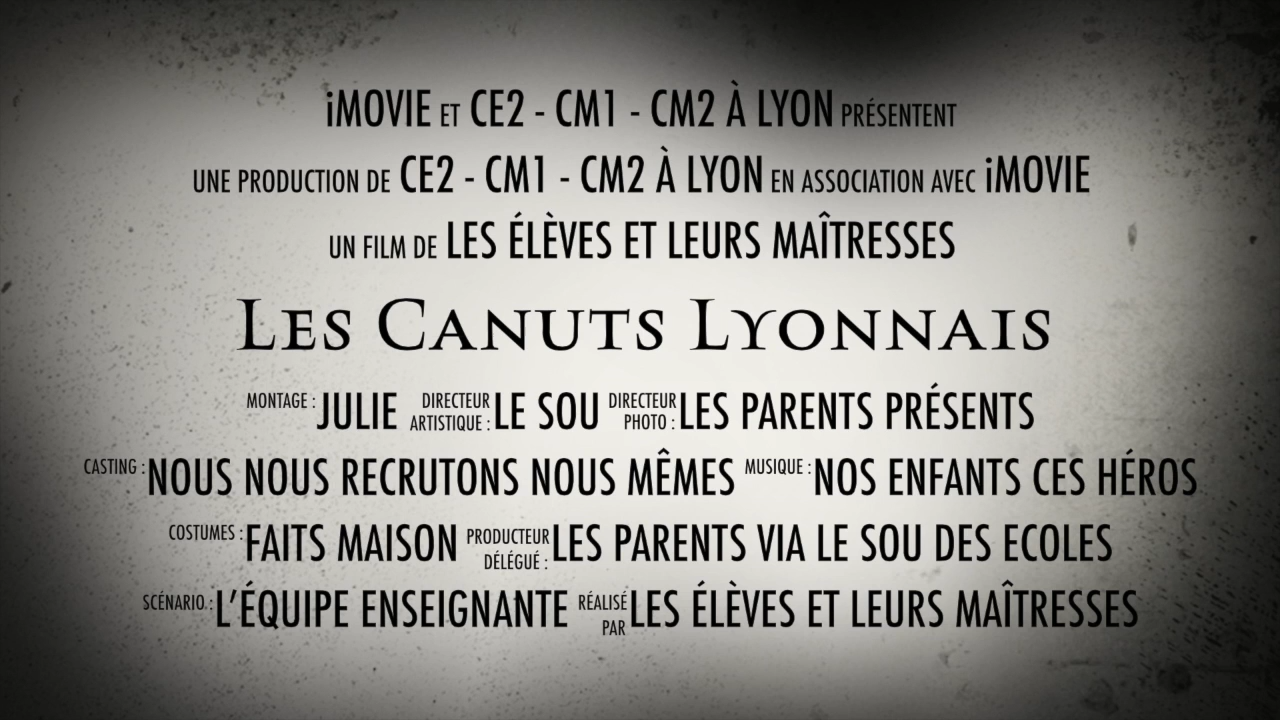 iMOVIE ET CE2 - CM1 - CM2 À LYON PRÉSENTENT
UNE PRODUCTION DE CE2 - CM1 - CM2 À LYON EN ASSOCIATION AVEC iMOVIE
UN FILM DE LES ÉLÈVES ET LEURS MAÎTRESSES
LES CANUTS LYONNAIS
MONTAGE : JULIE DIRECTEUR ARTISTIQUE : LE SOU DIRECTEUR PHOTO : LES PARENTS PRÉSENTS
CASTING : NOUS NOUS RECRUTONS NOUS MÊMES MUSIQUE : NOS ENFANTS CES HÉROS
COSTUMES : FAITS MAISON PRODUCTEUR DÉLÉGUÉ : LES PARENTS VIA LE SOU DES ECOLES
SCÉNARIO : L'ÉQUIPE ENSEIGNANTE RÉALISÉ PAR LES ÉLÈVES ET LEURS MAÎTRESSES